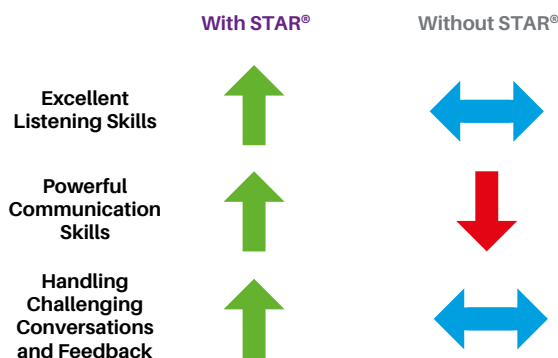 With STAR® Without STAR®
Excellent
Listening Skills
Powerful
Communication
Skills
Handling
Challenging
Conversations
and Feedback